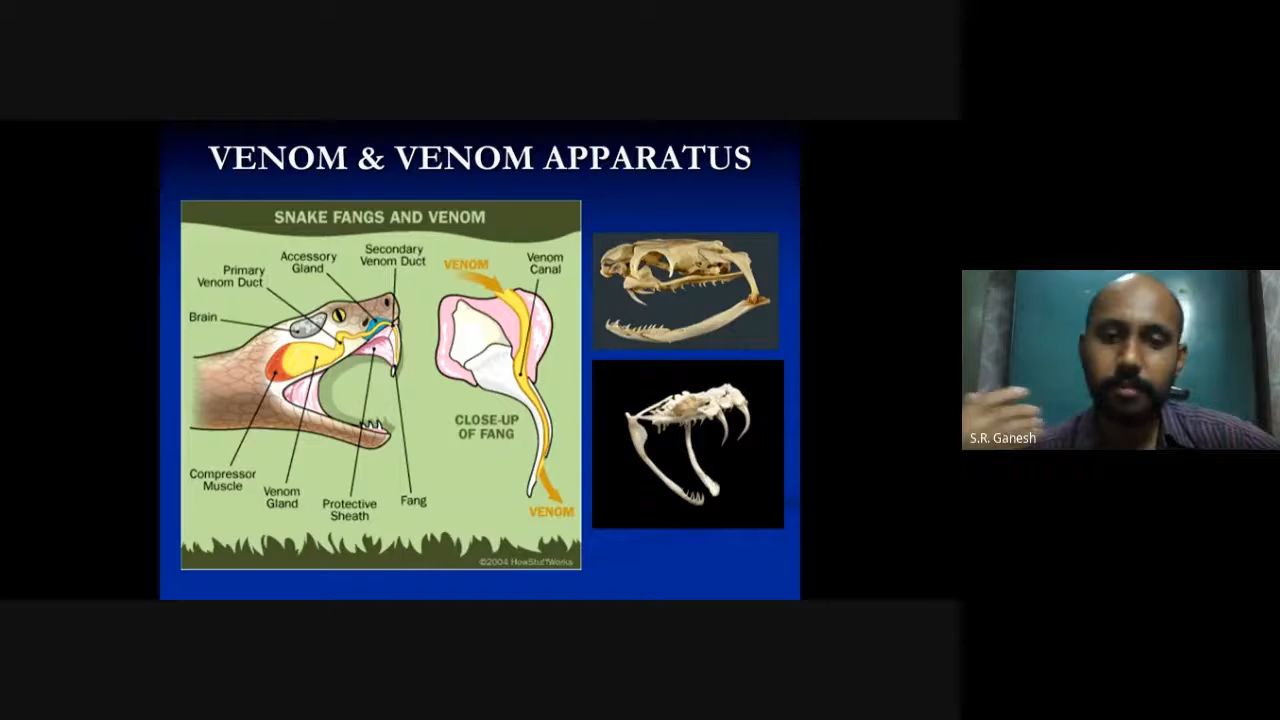 VENOM & VENOM APPARATUS
SNAKE FANGS AND VENOM
Secondary
Venom Duct
Accessory
Gland
Primary
Venom Duct
Brain
VENOM
Venom
Canal
CLOSE-UP
OF FANG
Compressor
Muscle
Venom
Gland
Protective
Sheath
Fang
VENOM
©2004 HowStuffWorks
S.R. Ganesh